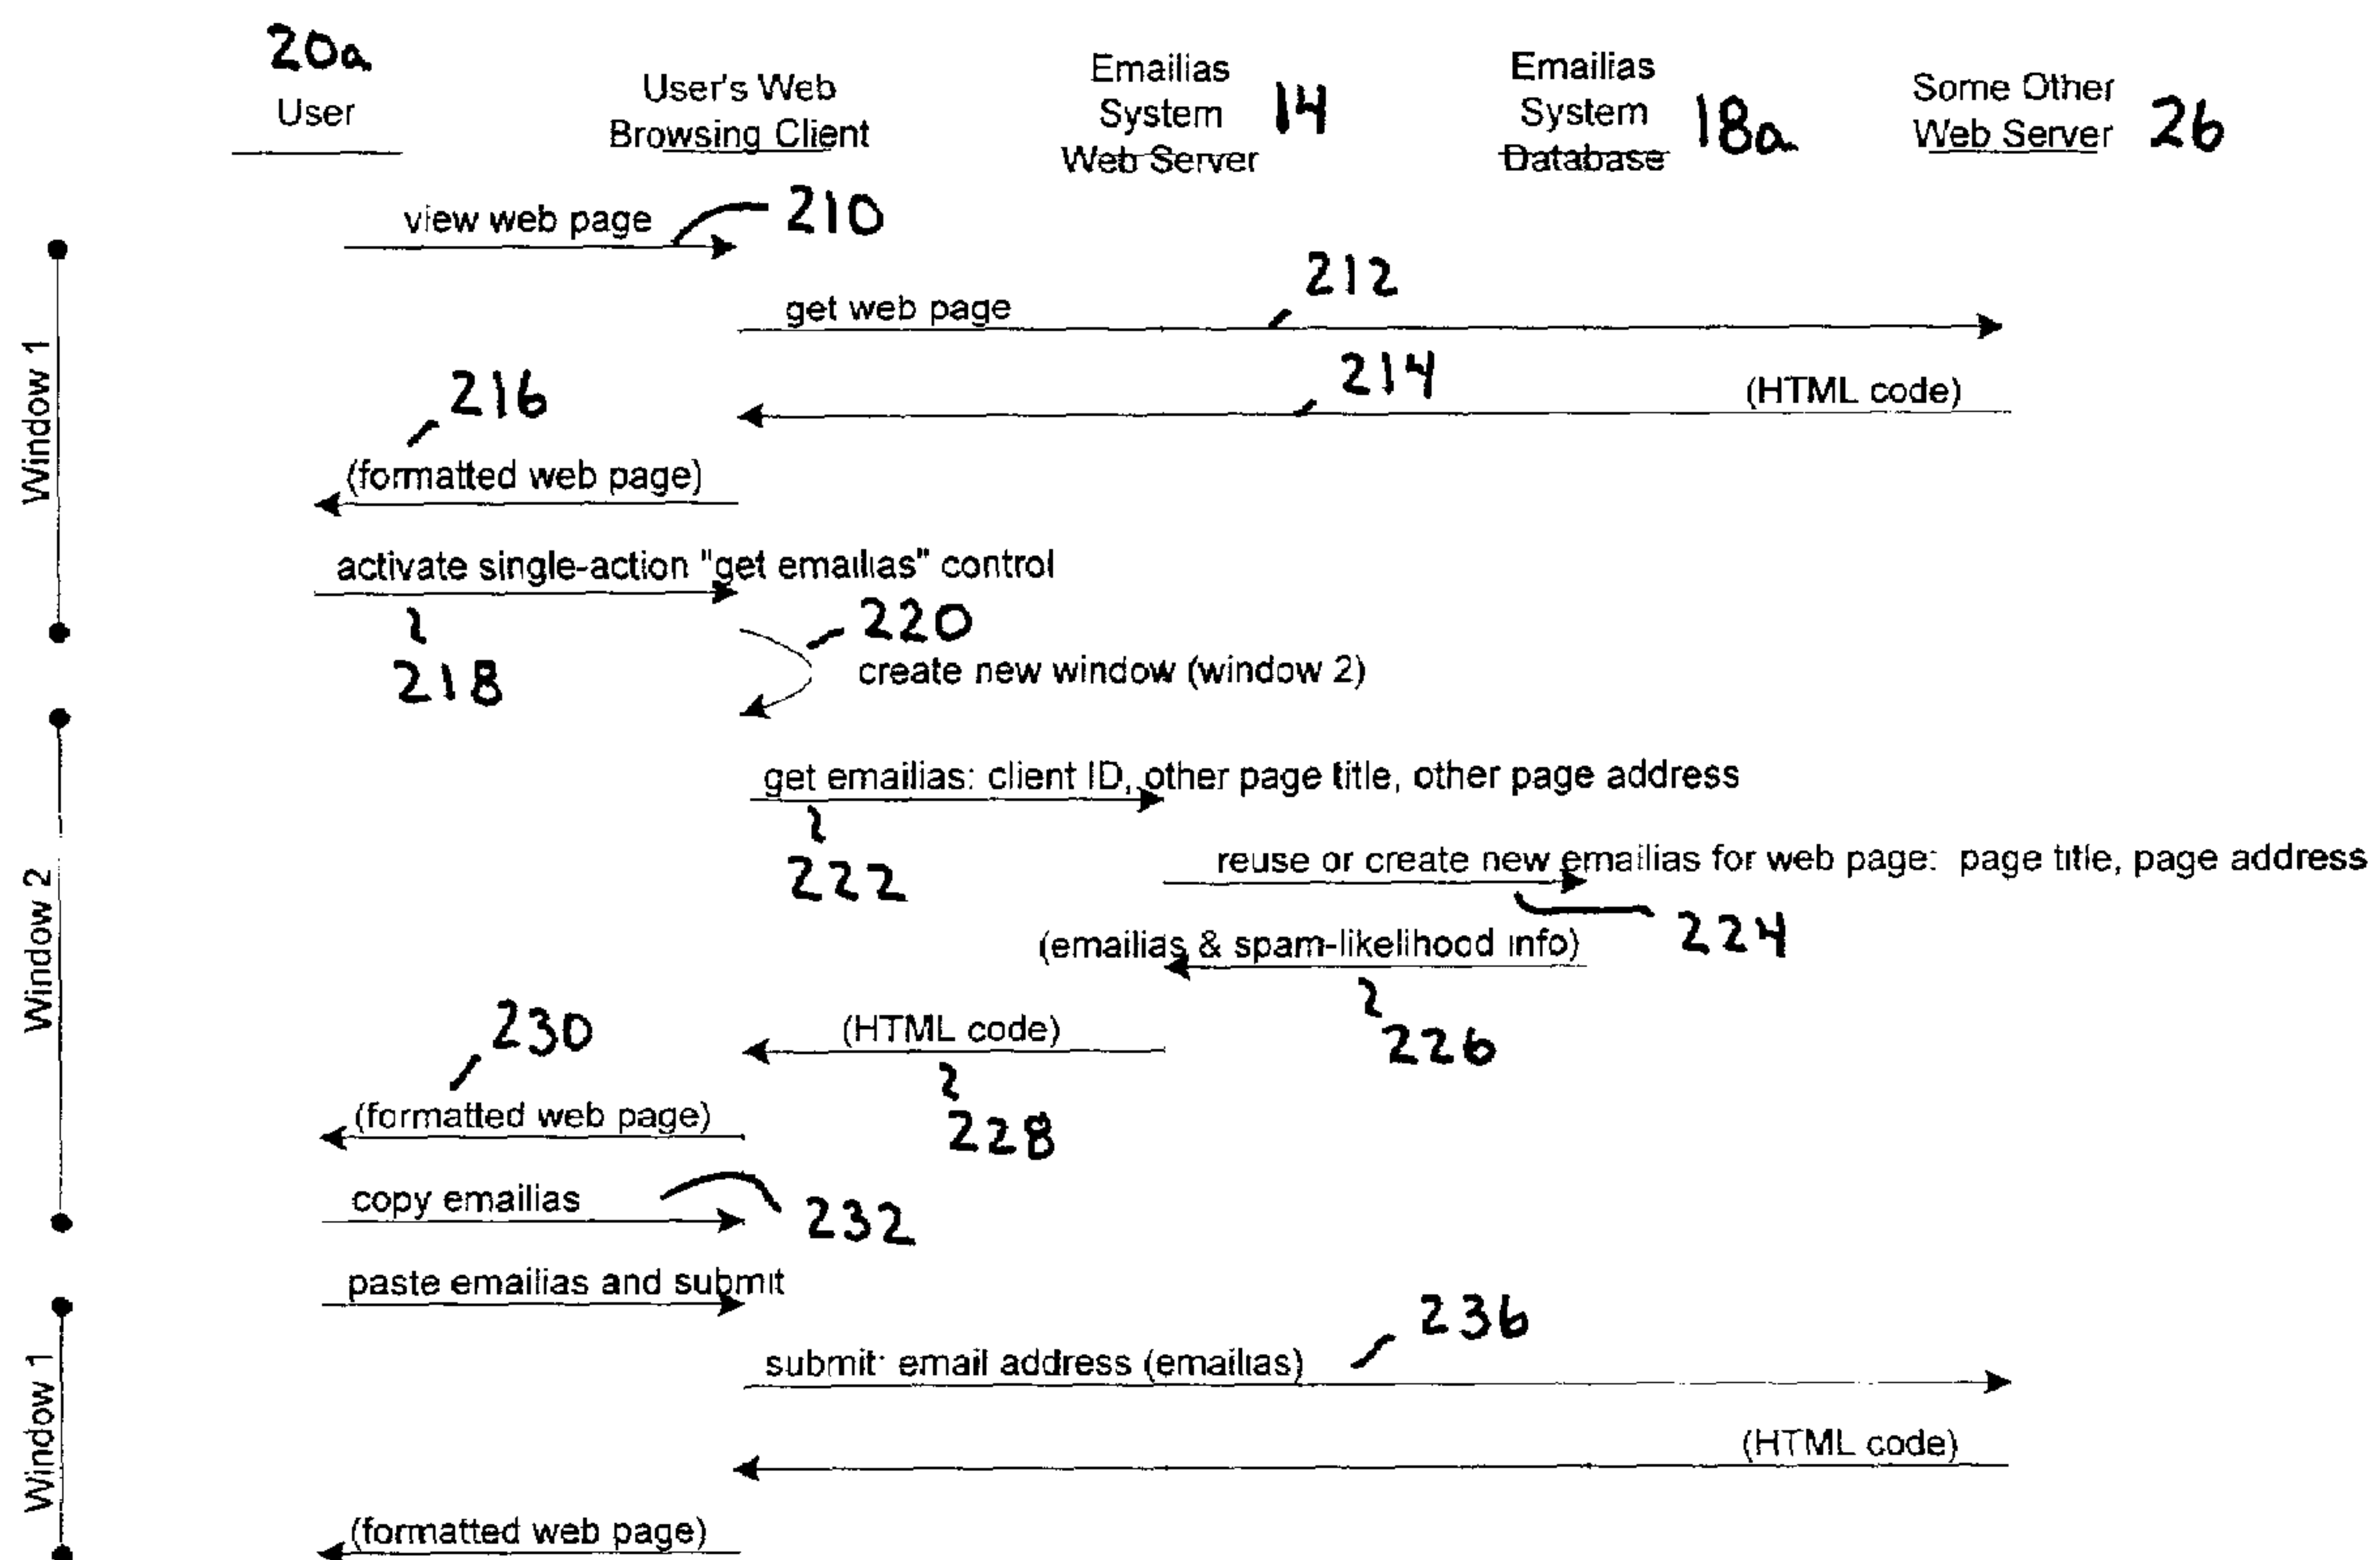 20a
User
User's Web
Browsing Client
Emailias
System
Web Server
14
Emailias
System
Database
18a
Some Other
Web Server
26
Window 1
view web page
210
get web page
212
214
(HTML code)
216
(formatted web page)
activate single-action "get emailias" control
218
220
create new window (window 2)
Window 2
get emailias: client ID, other page title, other page address
222
reuse or create new emailias for web page: page title, page address
224
(emailias & spam-likelihood info)
226
(HTML code)
228
230
(formatted web page)
copy emailias
232
Window 1
paste emailias and submit
submit: email address (emailias)
236
(HTML code)
(formatted web page)